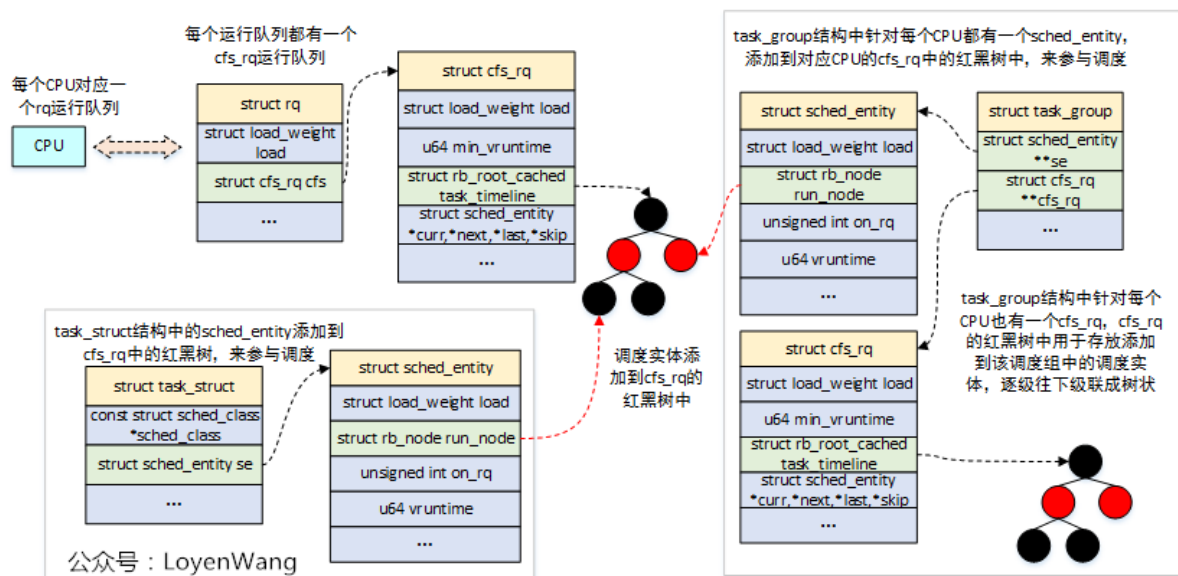 每个运行队列都有一个
cfs_rq运行队列
每个CPU对应一
个rq运行队列
CPU
struct rq
struct load_weight
load
struct cfs_rq cfs
...
struct cfs_rq
struct load_weight load
u64 min_vruntime
struct rb_root_cached
task_timeline
struct sched_entity
*curr,*next,*last,*skip
...
task_group结构中针对每个CPU都有一个sched_entity,
添加到对应CPU的cfs_rq中的红黑树中，来参与调度
struct sched_entity
struct load_weight load
struct rb_node
run_node
unsigned int on_rq
u64 vruntime
...
struct task_group
struct sched_entity
**se
struct cfs_rq
**cfs_rq
...
task_group结构中针对每个
CPU也有一个cfs_rq, cfs_rq
的红黑树中用于存放添加
到该调度组中的调度实
体，逐级往下级联成树状
struct cfs_rq
struct load_weight load
u64 min_vruntime
struct rb_root_cached
task_timeline
struct sched_entity
*curr,*next,*last,*skip
...
task_struct结构中的sched_entity添加到
cfs_rq中的红黑树，来参与调度
struct task_struct
const struct sched_class
*sched_class
struct sched_entity se
...
struct sched_entity
struct load_weight load
struct rb_node run_node
unsigned int on_rq
u64 vruntime
...
调度实体添
加到cfs_rq的
红黑树中
公众号：LoyenWang